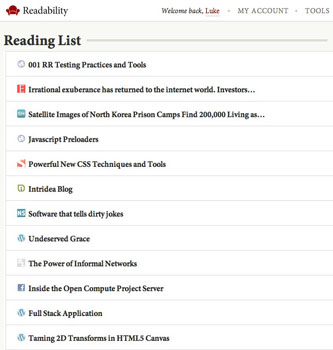 Readability
Welcome back, Luke • MY ACCOUNT • TOOLS
Reading List
001 RR Testing Practices and Tools
Irrational exuberance has returned to the internet world. Investors…
Satellite Images of North Korea Prison Camps Find 200,000 Living as…
Javascript Preloaders
Powerful New CSS Techniques and Tools
Intridea Blog
Software that tells dirty jokes
Undeserved Grace
The Power of Informal Networks
Inside the Open Compute Project Server
Full Stack Application
Taming 2D Transforms in HTML5 Canvas